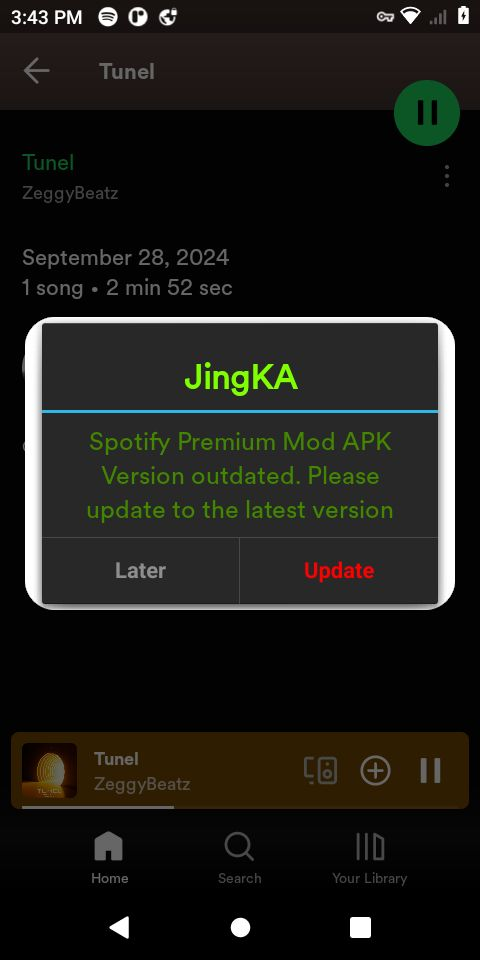 3:43 PM
Tunel
Tunel
ZeggyBeatz
September 28, 2024
1 song • 2 min 52 sec
JingKA
Spotify Premium Mod APK
Version outdated. Please
update to the latest version
Later
Update
Tunel
ZeggyBeatz
Home
Search
Your Library